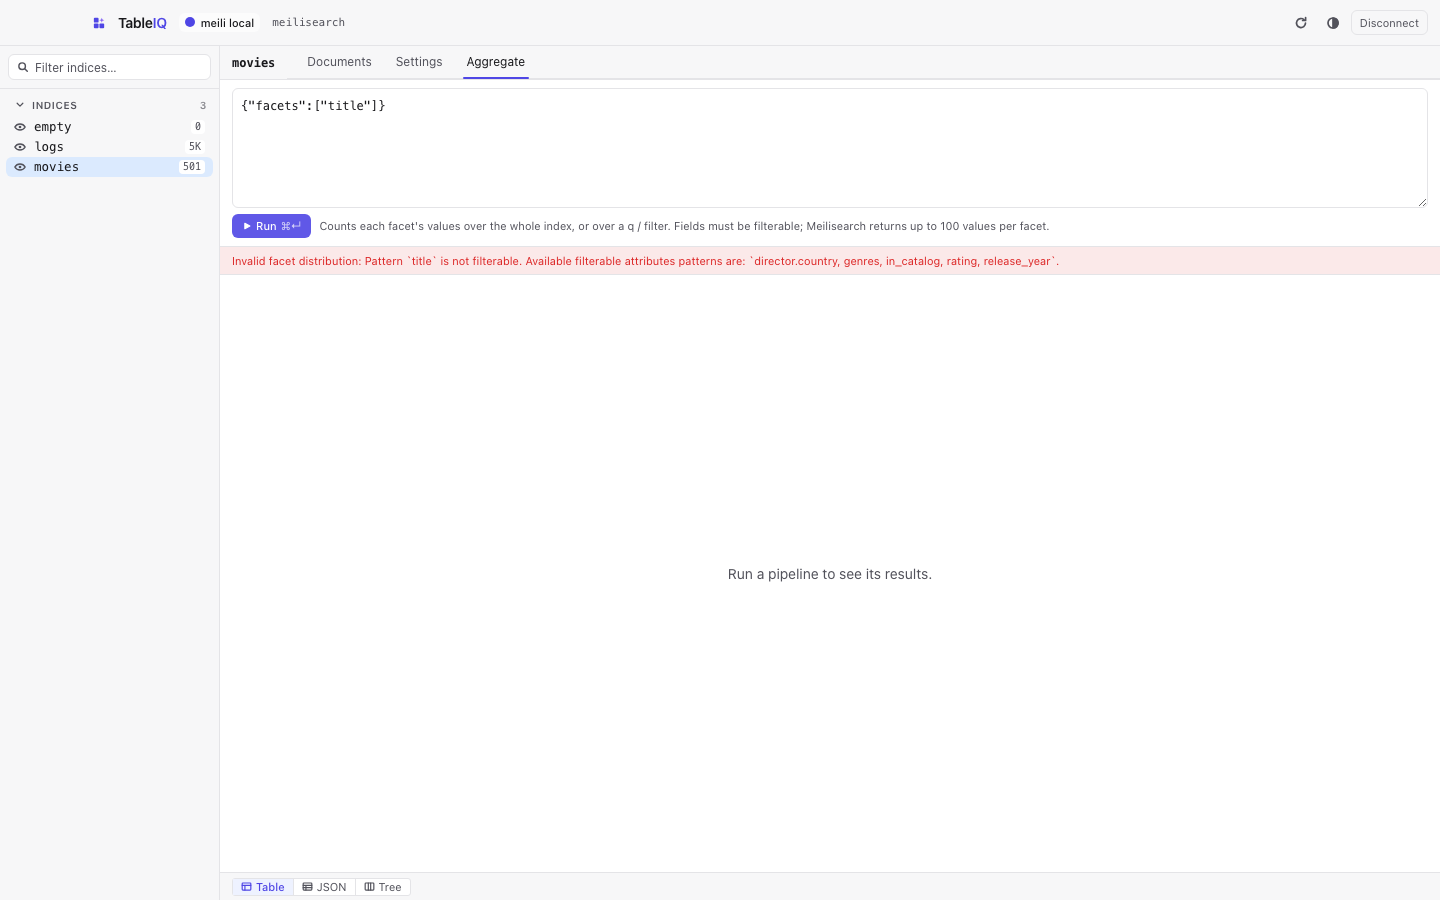 TableIQ
meili local
meilisearch
Disconnect
Filter indices...
INDICES 3
empty 0
logs 5K
movies 501
movies Documents Settings Aggregate
{"facets":["title"]}
Run ⌘↵ Counts each facet's values over the whole index, or over a q / filter. Fields must be filterable; Meilisearch returns up to 100 values per facet.
Invalid facet distribution: Pattern `title` is not filterable. Available filterable attributes patterns are: `director.country, genres, in_catalog, rating, release_year`.
Run a pipeline to see its results.
Table JSON Tree